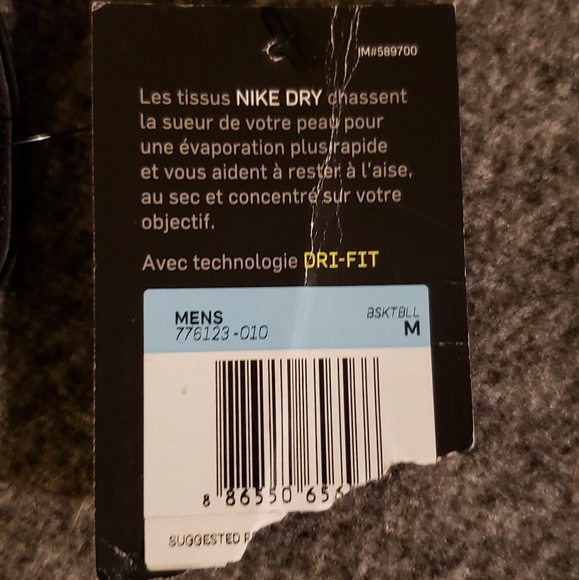 IM#589700
Les tissus NIKE DRY chassent
la sueur de votre peau pour
une évaporation plus rapide
et vous aident à rester à l'aise,
au sec et concentré sur votre
objectif.
Avec technologie DRI-FIT
MENS BSKTBLL
776123-010 M
8 86550 656
SUGGESTED